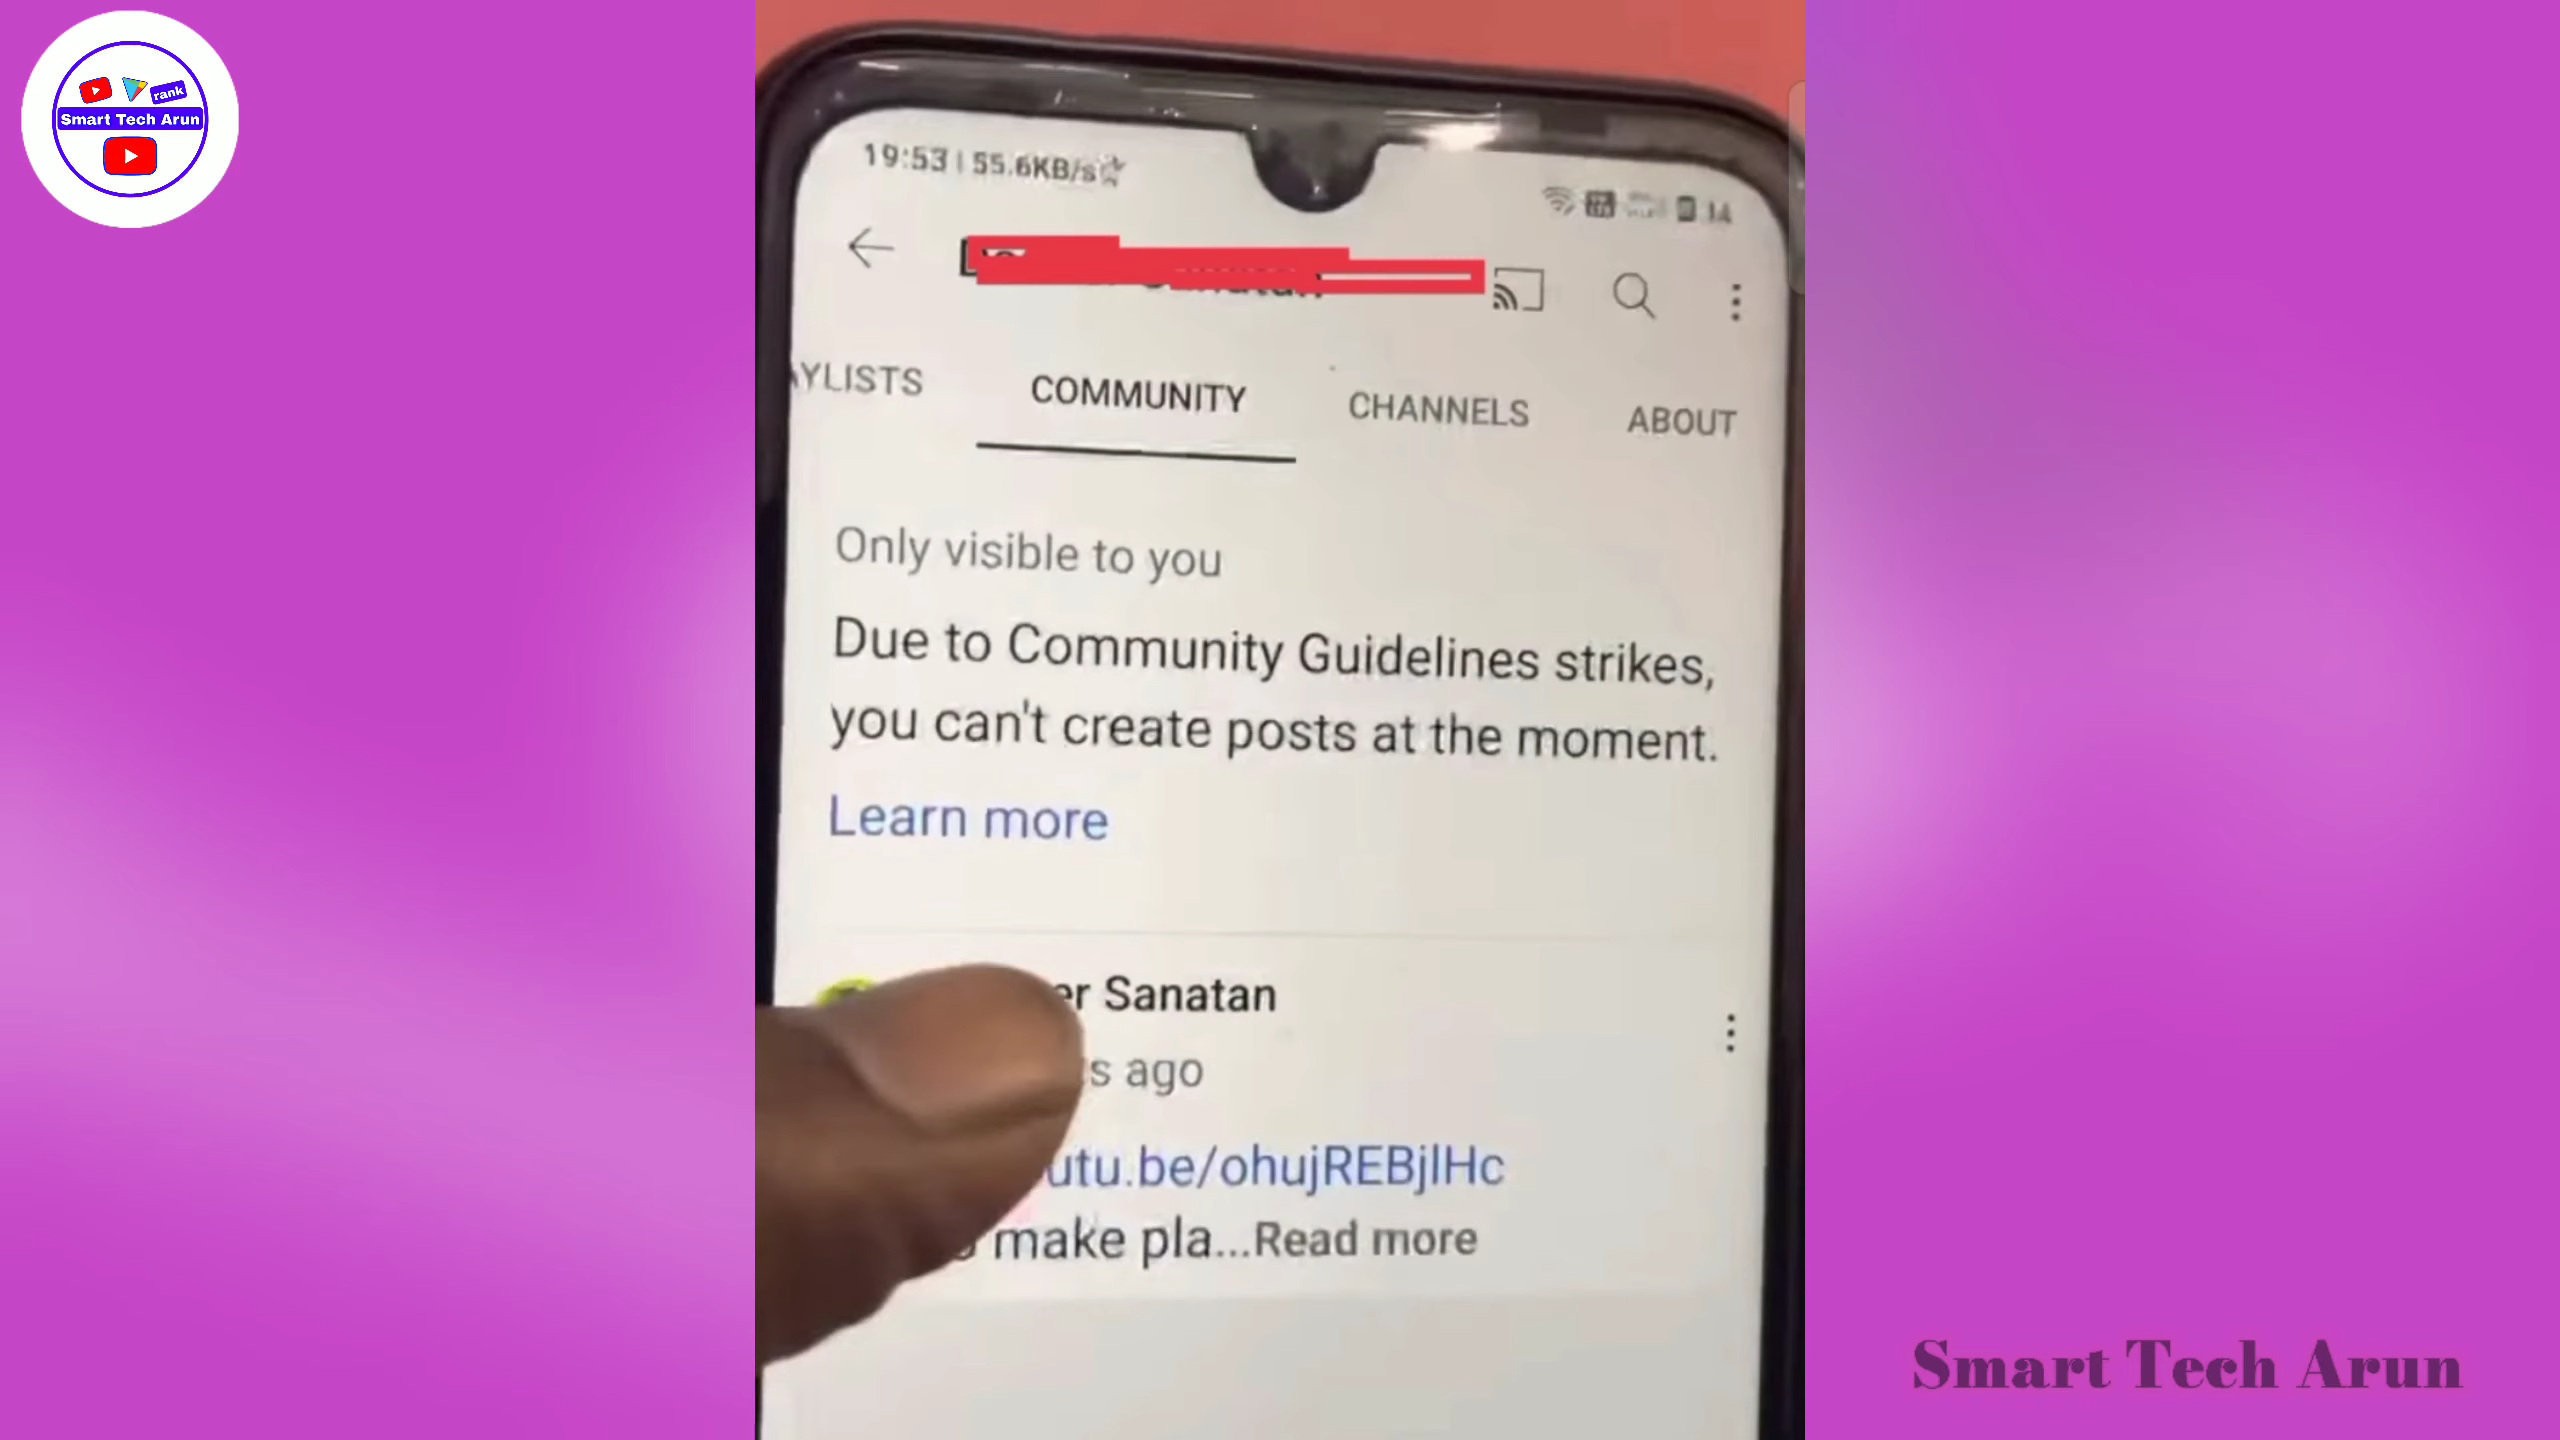 rank
Smart Tech Arun
19:53 | 55.6KB/s
14
YLISTS
COMMUNITY
CHANNELS
ABOUT
Only visible to you
Due to Community Guidelines strikes,
you can't create posts at the moment.
Learn more
er Sanatan
s ago
utu.be/ohujREBjlHc
make pla...Read more
Smart Tech Arun